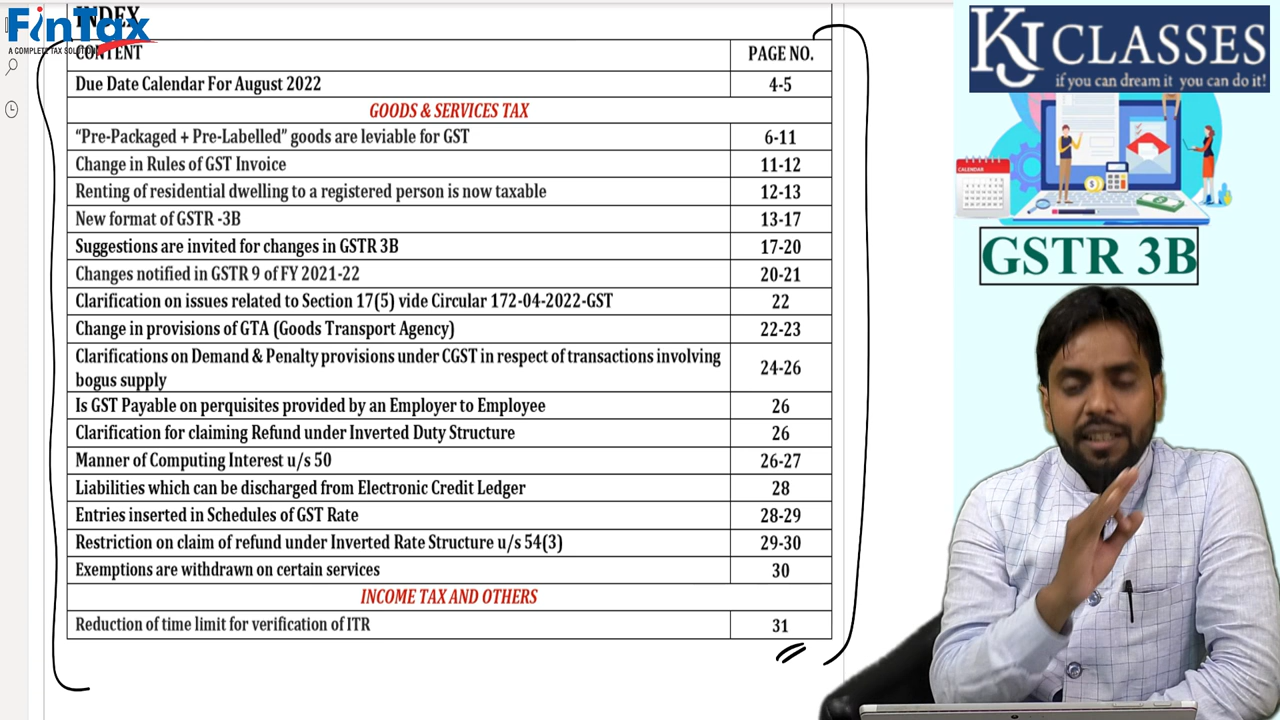 INDEX
FinTax
A COMPLETE TAX SOLUTION
CONTENT PAGE NO.
Due Date Calendar For August 2022 4-5
GOODS & SERVICES TAX
“Pre-Packaged + Pre-Labelled” goods are leviable for GST 6-11
Change in Rules of GST Invoice 11-12
Renting of residential dwelling to a registered person is now taxable 12-13
New format of GSTR -3B 13-17
Suggestions are invited for changes in GSTR 3B 17-20
Changes notified in GSTR 9 of FY 2021-22 20-21
Clarification on issues related to Section 17(5) vide Circular 172-04-2022-GST 22
Change in provisions of GTA (Goods Transport Agency) 22-23
Clarifications on Demand & Penalty provisions under CGST in respect of transactions involving
bogus supply 24-26
Is GST Payable on perquisites provided by an Employer to Employee 26
Clarification for claiming Refund under Inverted Duty Structure 26
Manner of Computing Interest u/s 50 26-27
Liabilities which can be discharged from Electronic Credit Ledger 28
Entries inserted in Schedules of GST Rate 28-29
Restriction on claim of refund under Inverted Rate Structure u/s 54(3) 29-30
Exemptions are withdrawn on certain services 30
INCOME TAX AND OTHERS
Reduction of time limit for verification of ITR 31
KJ CLASSES
if you can dream it you can do it!
CALENDAR
GSTR 3B